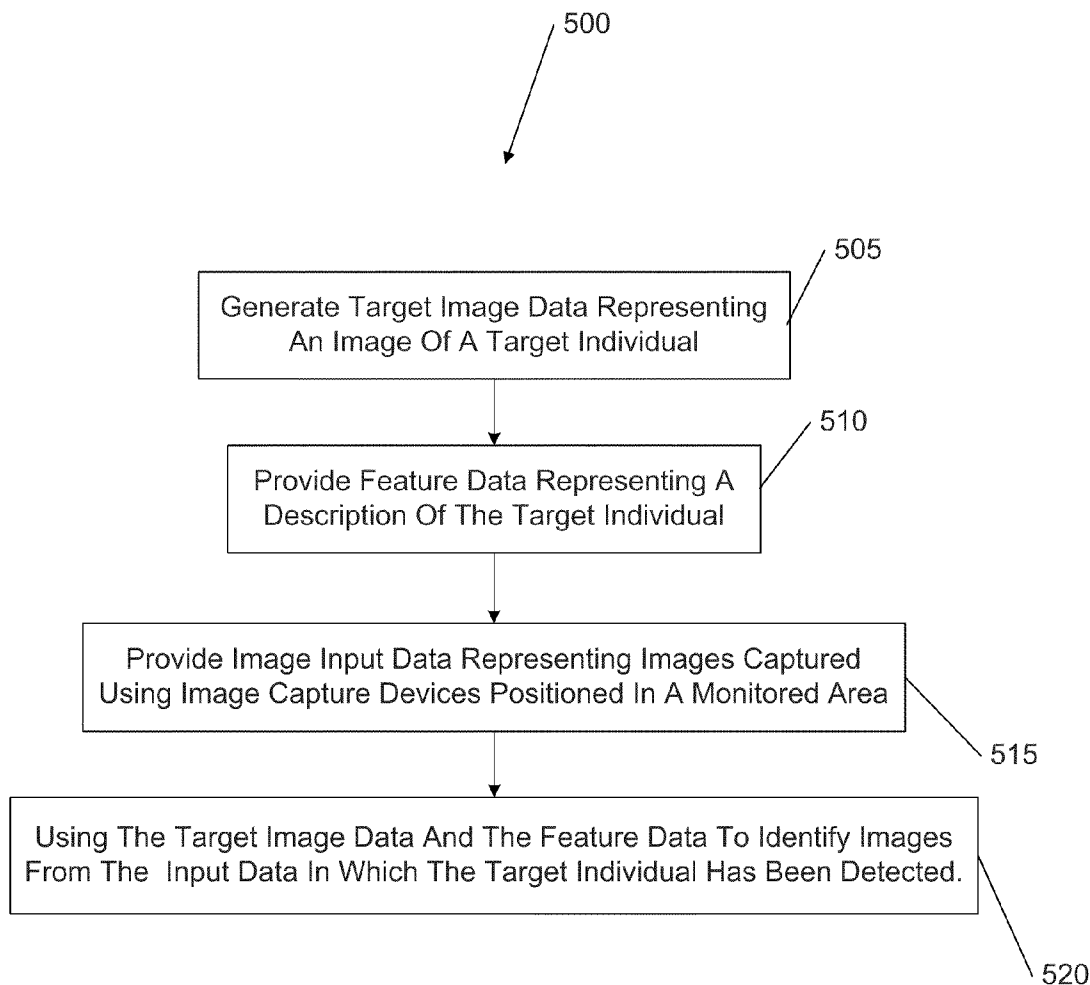 500
505
Generate Target Image Data Representing
An Image Of A Target Individual
510
Provide Feature Data Representing A
Description Of The Target Individual
Provide Image Input Data Representing Images Captured
Using Image Capture Devices Positioned In A Monitored Area
515
Using The Target Image Data And The Feature Data To Identify Images
From The Input Data In Which The Target Individual Has Been Detected.
520